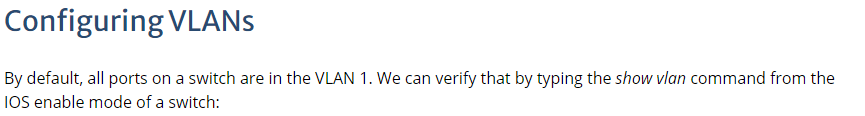 Configuring VLANs
By default, all ports on a switch are in the VLAN 1. We can verify that by typing the show vlan command from the
IOS enable mode of a switch: